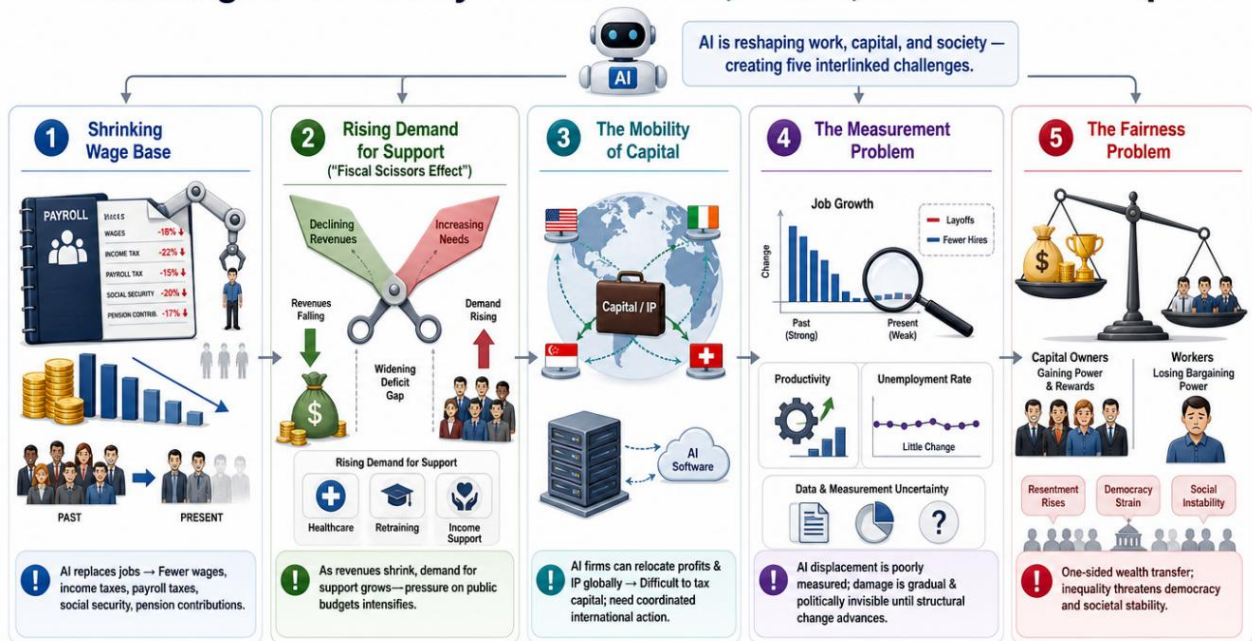 AI is reshaping work, capital, and society —
creating five interlinked challenges.
AI
1
Shrinking
Wage Base
PAYROLL
WAGES
-18%
INCOME TAX
-22%
PAYROLL TAX
-15%
SOCIAL SECURITY
-20%
PENSION CONTRIB.
-17%
PAST
PRESENT
!
AI replaces jobs → Fewer wages,
income taxes, payroll taxes,
social security, pension contributions.
2
Rising Demand
for Support
("Fiscal Scissors Effect")
Declining
Revenues
Increasing
Needs
Revenues
Falling
Demand
Rising
$
Widening
Deficit
Gap
Rising Demand for Support
Healthcare
Retraining
Income
Support
!
As revenues shrink, demand for
support grows—pressure on public
budgets intensifies.
3
The Mobility
of Capital
Capital / IP
AI
Software
!
AI firms can relocate profits &
IP globally → Difficult to tax
capital; need coordinated
international action.
4
The Measurement
Problem
Job Growth
Layoffs
Fewer Hires
Change
Past
(Strong)
Present
(Weak)
Productivity
Unemployment Rate
Little Change
Data & Measurement Uncertainty
?
!
AI displacement is poorly
measured; damage is gradual &
politically invisible until structural
change advances.
5
The Fairness
Problem
$
Capital Owners
Gaining Power
& Rewards
Workers
Losing Bargaining
Power
Resentment
Rises
Democracy
Strain
Social
Instability
!
One-sided wealth transfer;
inequality threatens democracy
and societal stability.